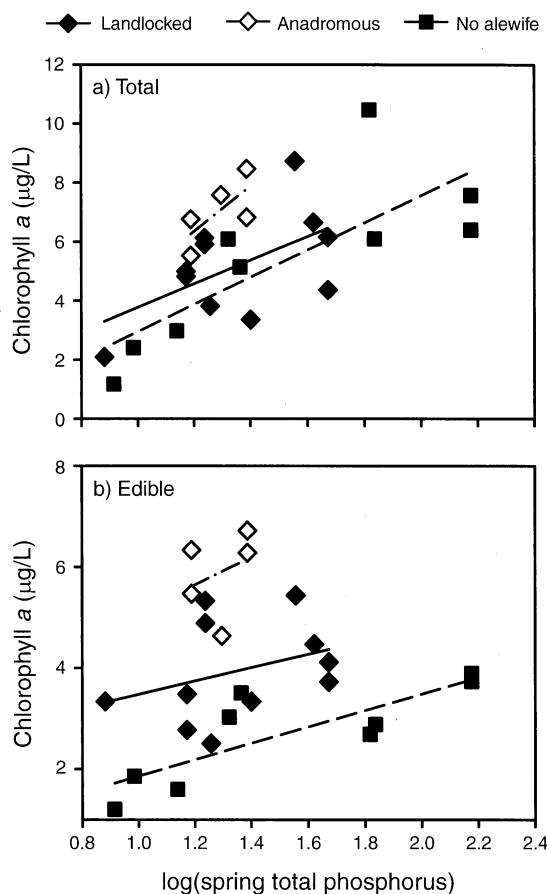 Landlocked Anadromous No alewife
a) Total
Chlorophyll a (µg/L)
12
10
8
6
4
2
0
b) Edible
Chlorophyll a (µg/L)
8
6
4
2
0.8 1.0 1.2 1.4 1.6 1.8 2.0 2.2 2.4
log(spring total phosphorus)